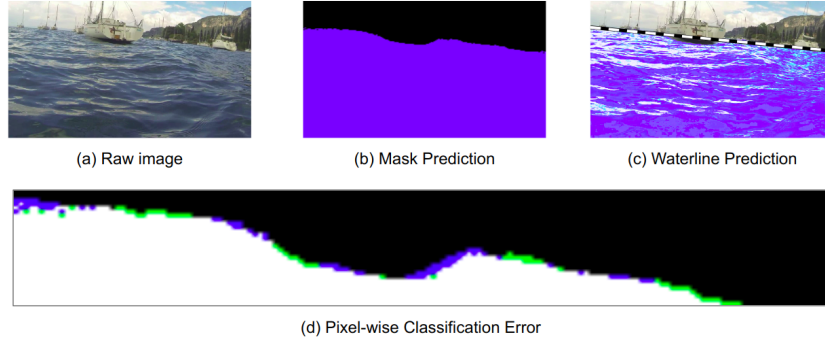 (a) Raw image
(b) Mask Prediction
(c) Waterline Prediction
(d) Pixel-wise Classification Error